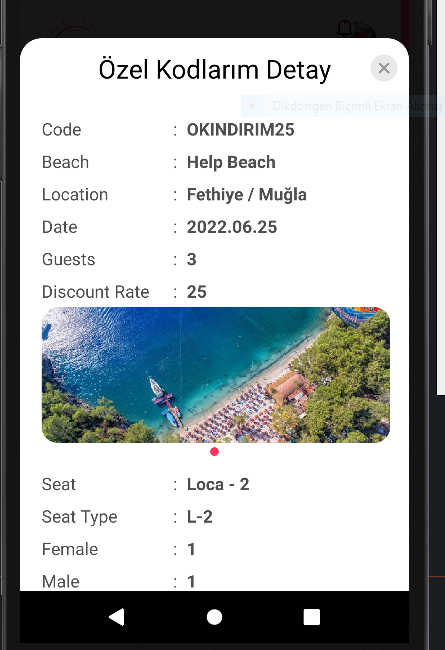 Özel Kodlarım Detay
Dikdörtgen Biçimli Ekran Alıntısı
Code : OKINDIRIM25
Beach : Help Beach
Location : Fethiye / Muğla
Date : 2022.06.25
Guests : 3
Discount Rate : 25
Seat : Loca - 2
Seat Type : L-2
Female : 1
Male : 1